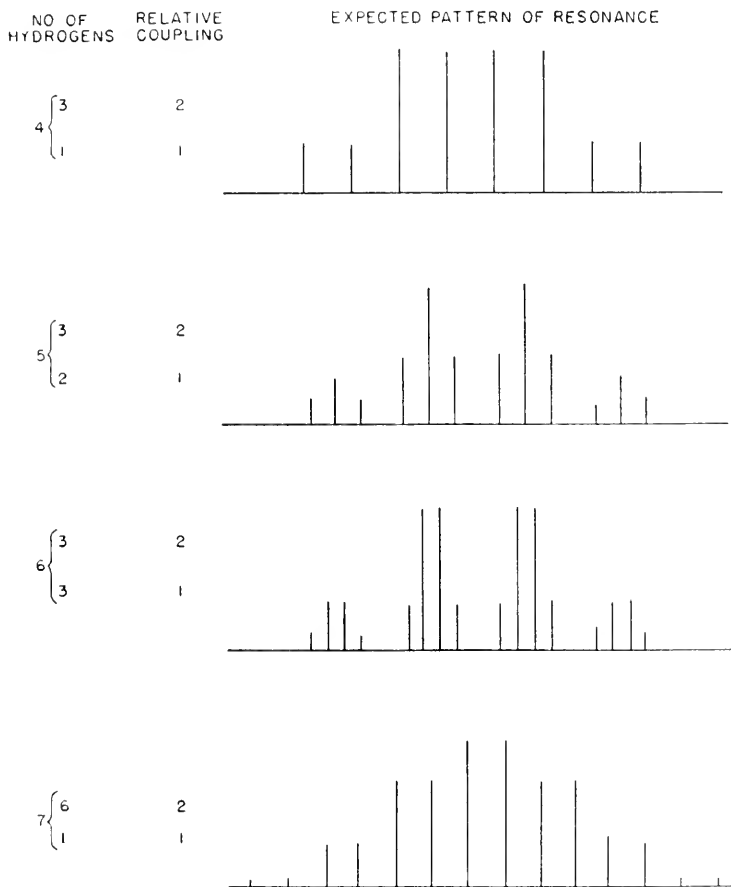 NO OF HYDROGENS RELATIVE COUPLING EXPECTED PATTERN OF RESONANCE
4 { 3 2
1 1
5 { 3 2
2 1
6 { 3 2
3 1
7 { 6 2
1 1